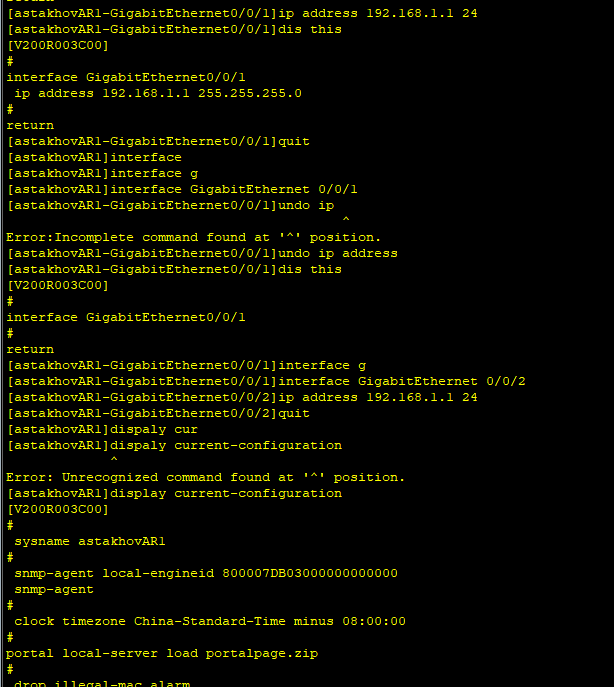 [astakhovAR1-GigabitEthernet0/0/1]ip address 192.168.1.1 24
[astakhovAR1-GigabitEthernet0/0/1]dis this
[V200R003C00]
#
interface GigabitEthernet0/0/1
 ip address 192.168.1.1 255.255.255.0
#
return
[astakhovAR1-GigabitEthernet0/0/1]quit
[astakhovAR1]interface
[astakhovAR1]interface g
[astakhovAR1]interface GigabitEthernet 0/0/1
[astakhovAR1-GigabitEthernet0/0/1]undo ip
                                          ^
Error:Incomplete command found at '^' position.
[astakhovAR1-GigabitEthernet0/0/1]undo ip address
[astakhovAR1-GigabitEthernet0/0/1]dis this
[V200R003C00]
#
interface GigabitEthernet0/0/1
#
return
[astakhovAR1-GigabitEthernet0/0/1]interface g
[astakhovAR1-GigabitEthernet0/0/1]interface GigabitEthernet 0/0/2
[astakhovAR1-GigabitEthernet0/0/2]ip address 192.168.1.1 24
[astakhovAR1-GigabitEthernet0/0/2]quit
[astakhovAR1]dispaly cur
[astakhovAR1]dispaly current-configuration
             ^
Error: Unrecognized command found at '^' position.
[astakhovAR1]display current-configuration
[V200R003C00]
#
 sysname astakhovAR1
#
 snmp-agent local-engineid 800007DB03000000000000
 snmp-agent
#
 clock timezone China-Standard-Time minus 08:00:00
#
portal local-server load portalpage.zip
#
 drop illegal-mac alarm